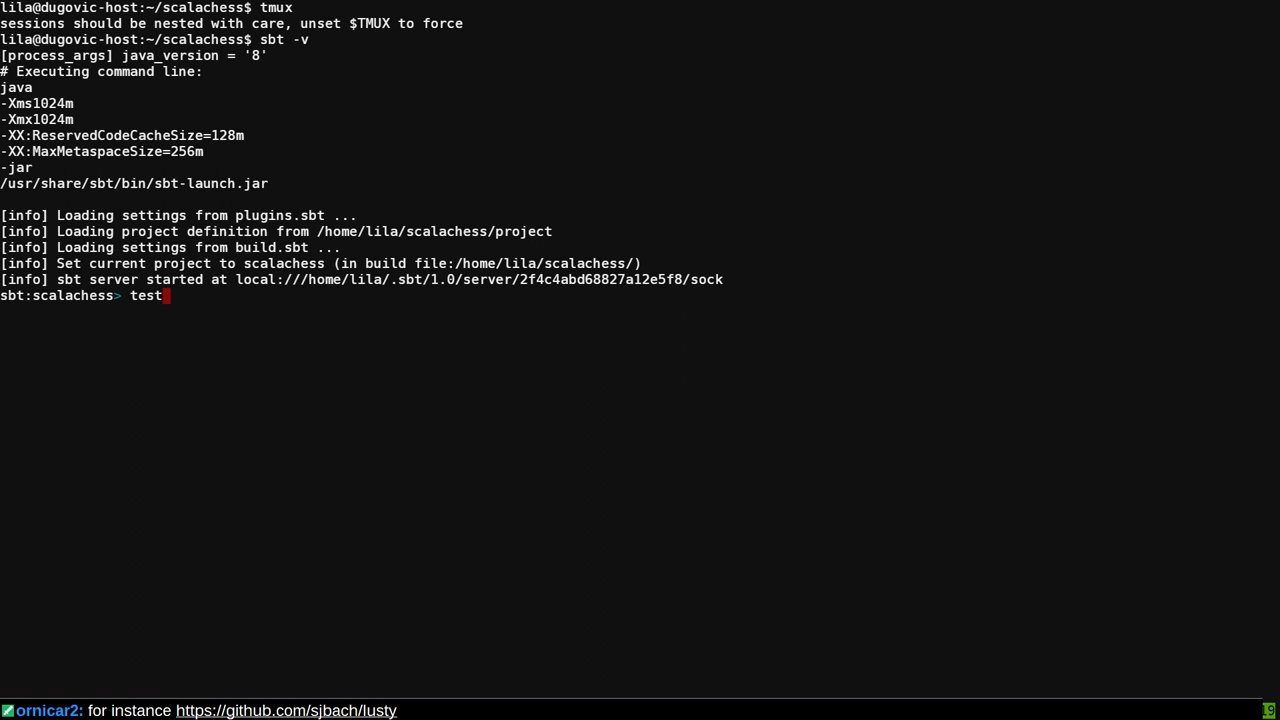 lila@dugovic-host:~/scalachess$ tmux
sessions should be nested with care, unset $TMUX to force
lila@dugovic-host:~/scalachess$ sbt -v
[process_args] java_version = '8'
# Executing command line:
java
-Xms1024m
-Xmx1024m
-XX:ReservedCodeCacheSize=128m
-XX:MaxMetaspaceSize=256m
-jar
/usr/share/sbt/bin/sbt-launch.jar
[info] Loading settings from plugins.sbt ...
[info] Loading project definition from /home/lila/scalachess/project
[info] Loading settings from build.sbt ...
[info] Set current project to scalachess (in build file:/home/lila/scalachess/)
[info] sbt server started at local:///home/lila/.sbt/1.0/server/2f4c4abd68827a12e5f8/sock
sbt:scalachess> test
ornicar2: for instance https://github.com/sjbach/lusty